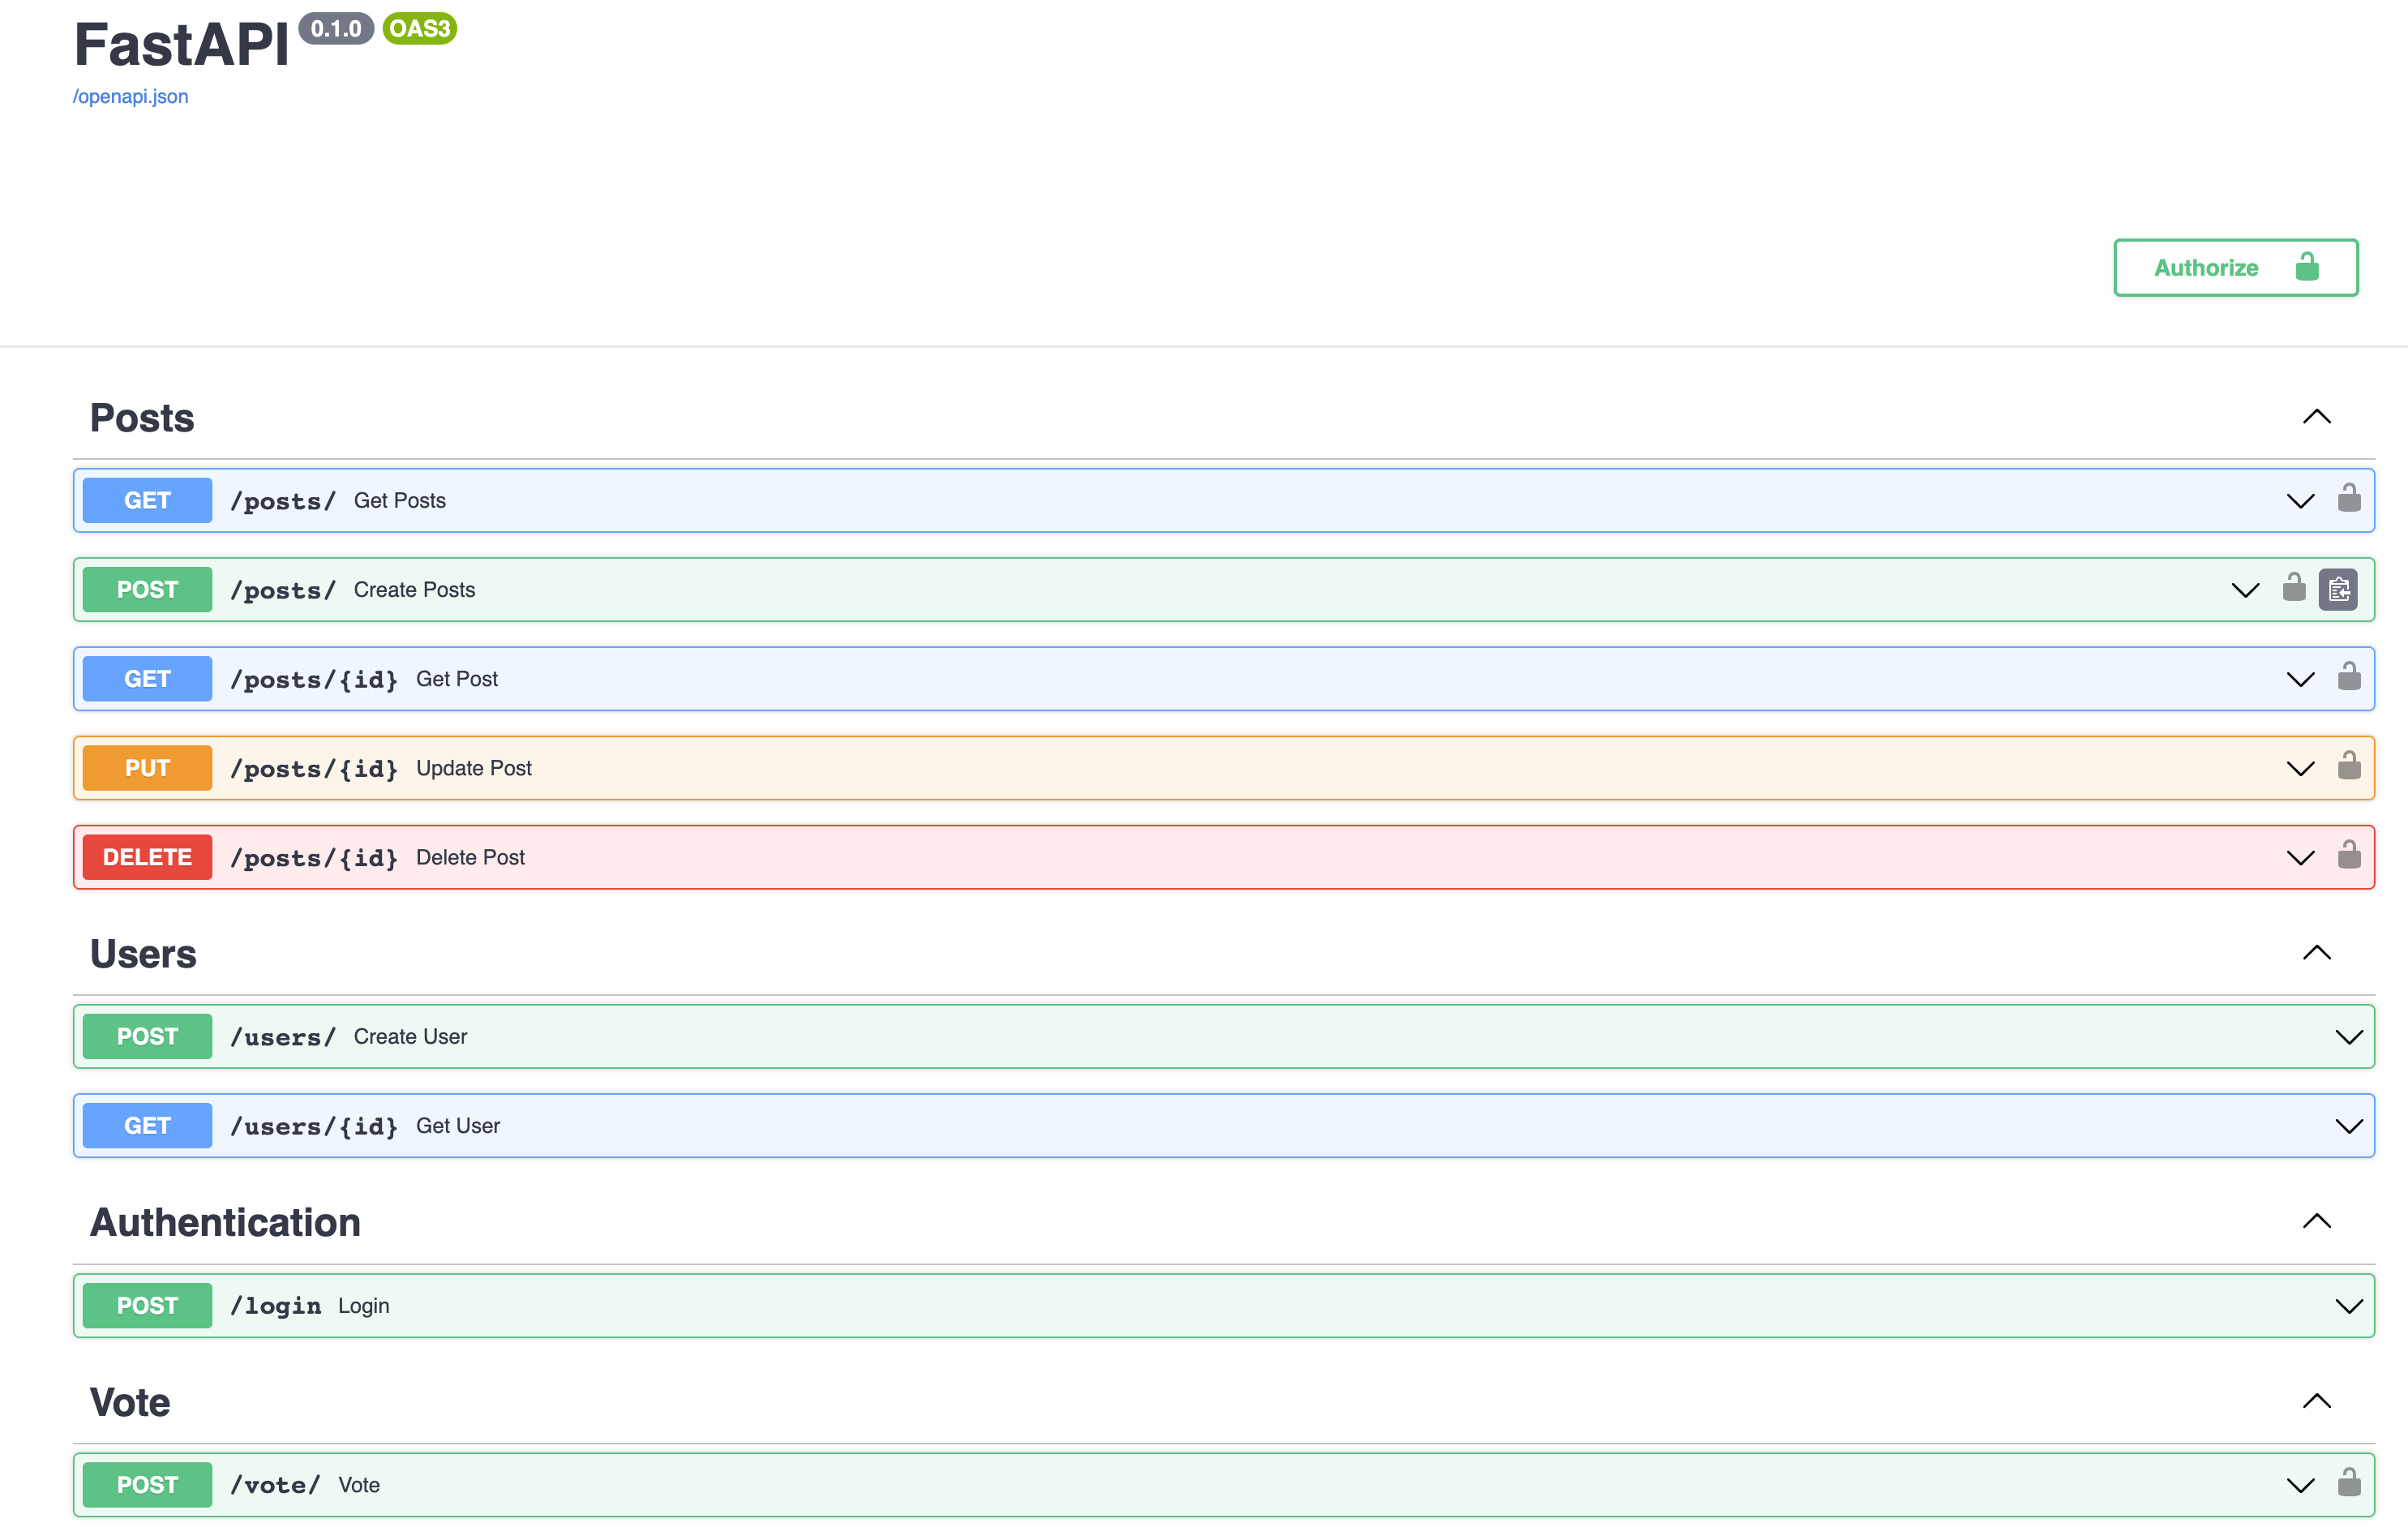 FastAPI 0.1.0 OAS3
/openapi.json
Authorize
Posts
GET /posts/ Get Posts
POST /posts/ Create Posts
GET /posts/{id} Get Post
PUT /posts/{id} Update Post
DELETE /posts/{id} Delete Post
Users
POST /users/ Create User
GET /users/{id} Get User
Authentication
POST /login Login
Vote
POST /vote/ Vote